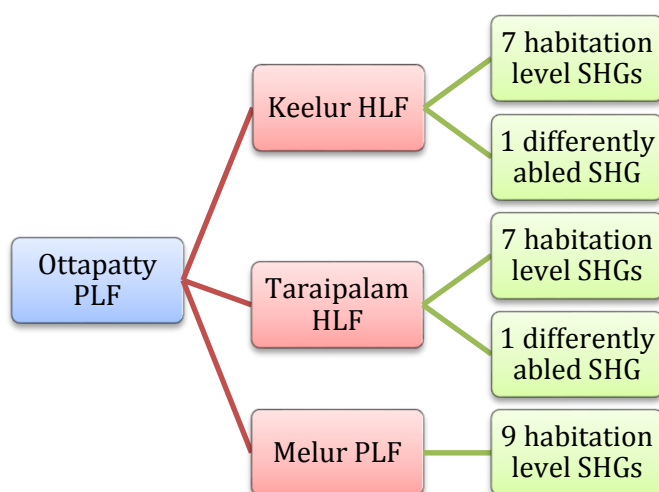 Ottapatty
PLF
Keelur HLF
7 habitation
level SHGs
1 differently
abled SHG
Taraipalam
HLF
7 habitation
level SHGs
1 differently
abled SHG
Melur PLF
9 habitation
level SHGs